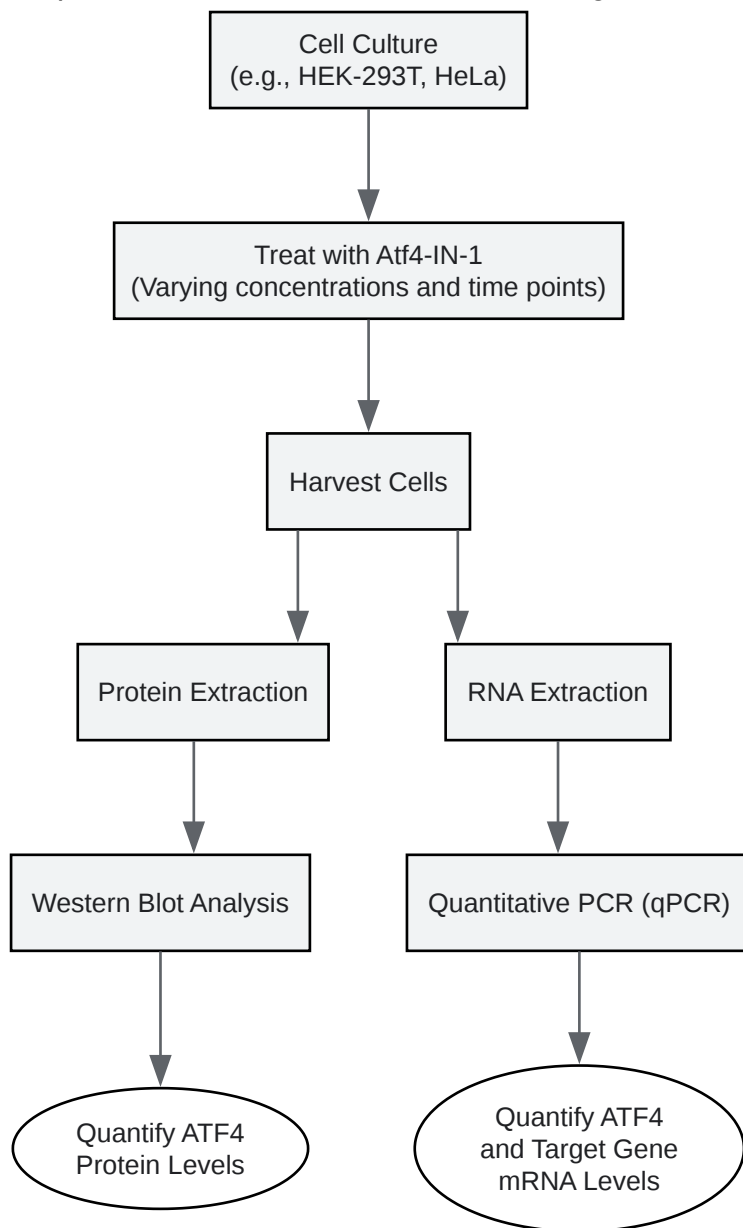 Cell Culture
(e.g., HEK-293T, HeLa)
Treat with Atf4-IN-1
(Varying concentrations and time points)
Harvest Cells
Protein Extraction
RNA Extraction
Western Blot Analysis
Quantitative PCR (qPCR)
Quantify ATF4
Protein Levels
Quantify ATF4
and Target Gene
mRNA Levels